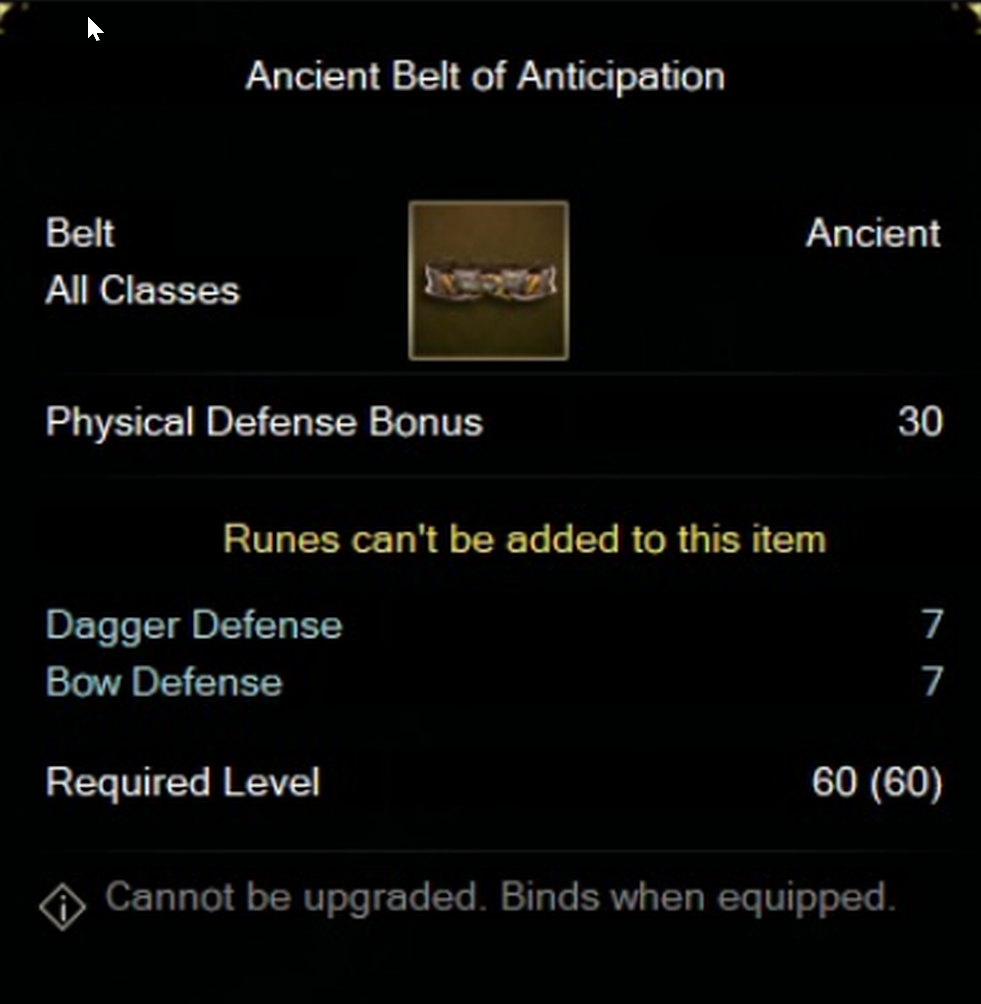 Ancient Belt of Anticipation
Belt
Ancient
All Classes
Physical Defense Bonus 30
Runes can't be added to this item
Dagger Defense 7
Bow Defense 7
Required Level 60 (60)
Cannot be upgraded. Binds when equipped.